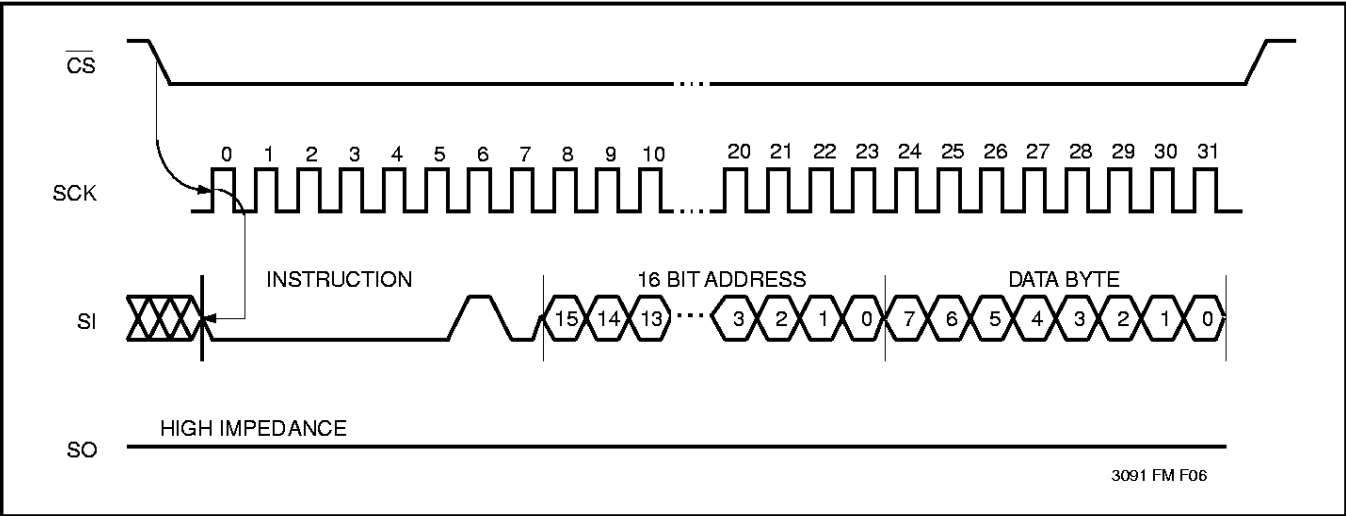 CS
0 1 2 3 4 5 6 7 8 9 10 20 21 22 23 24 25 26 27 28 29 30 31
SCK
INSTRUCTION 16 BIT ADDRESS DATA BYTE
SI 15 14 13 3 2 1 0 7 6 5 4 3 2 1 0
HIGH IMPEDANCE
SO
3091 FM F06